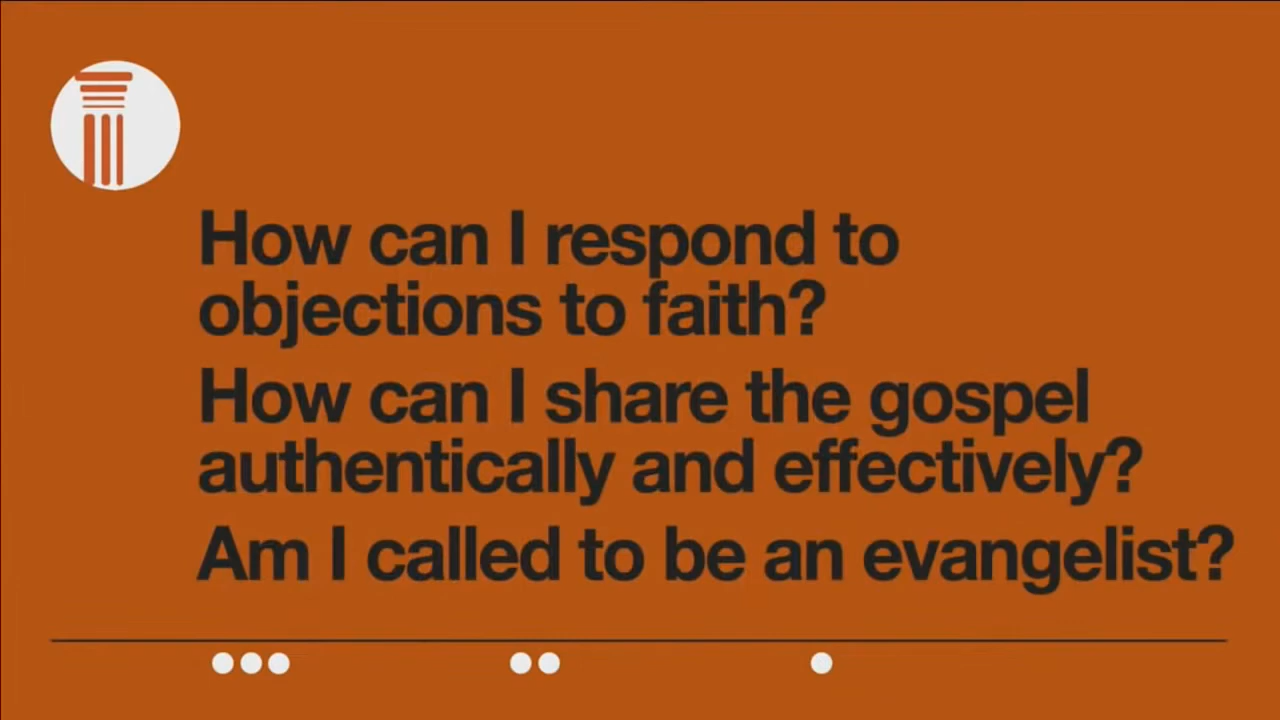 How can I respond to
objections to faith?
How can I share the gospel
authentically and effectively?
Am I called to be an evangelist?